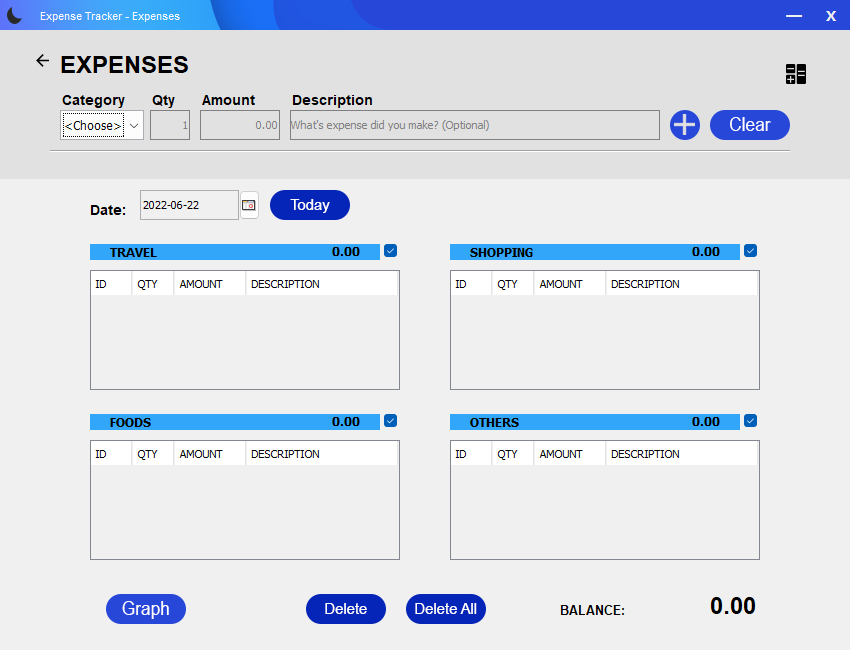 Expense Tracker - Expenses
X
EXPENSES
Category Qty Amount Description
<Choose> 1 0.00 What's expense did you make? (Optional) Clear
Date: 2022-06-22 Today
TRAVEL 0.00 SHOPPING 0.00
ID QTY AMOUNT DESCRIPTION ID QTY AMOUNT DESCRIPTION
FOODS 0.00 OTHERS 0.00
ID QTY AMOUNT DESCRIPTION ID QTY AMOUNT DESCRIPTION
Graph Delete Delete All BALANCE: 0.00